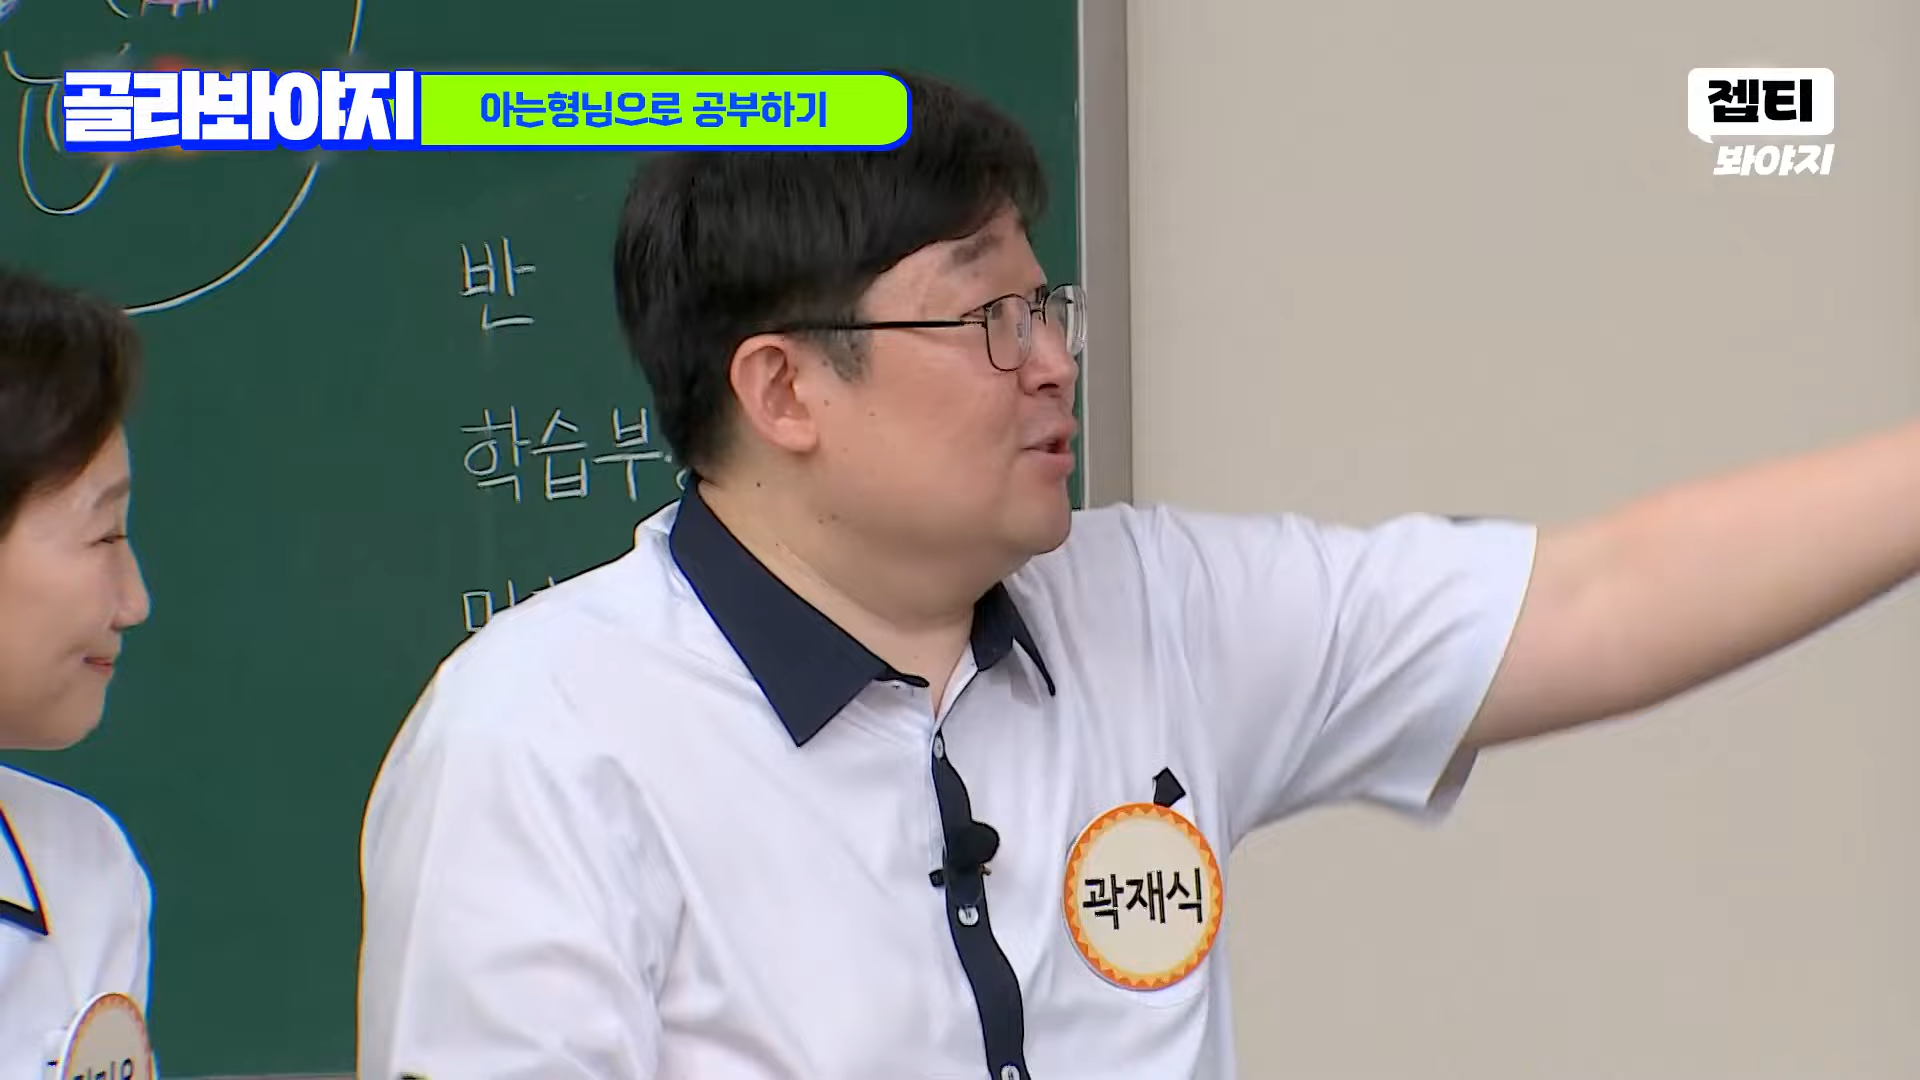 골라봐야지
아는형님으로 공부하기
젭티
봐야지
반
학습부
곽재식